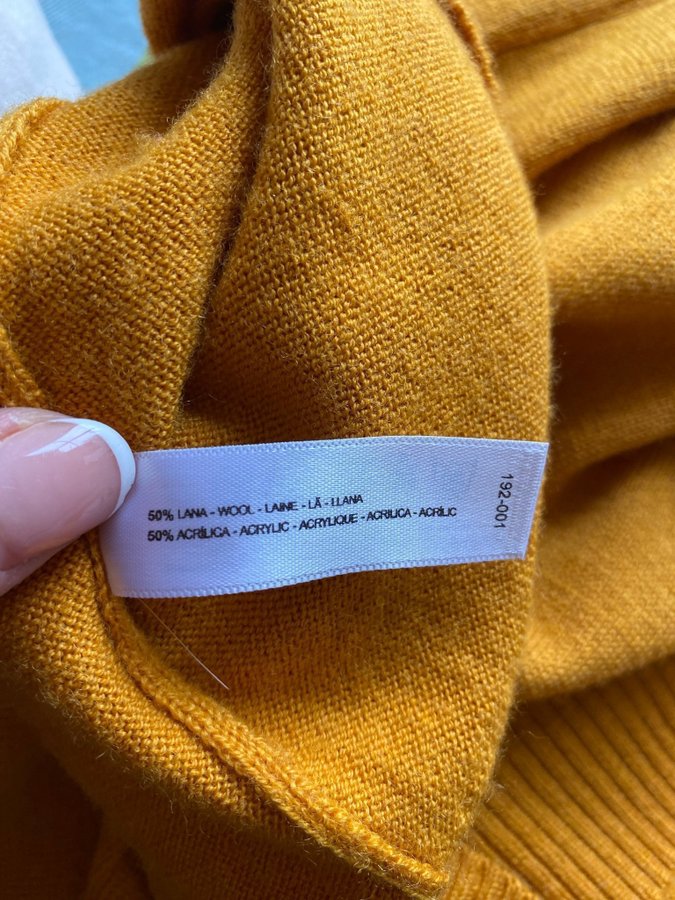 50% LANA - WOOL - LAINE - LÃ - LLANA
50% ACRÍLICA - ACRYLIC - ACRYLIQUE - ACRILICA - ACRÍLIC
192-001